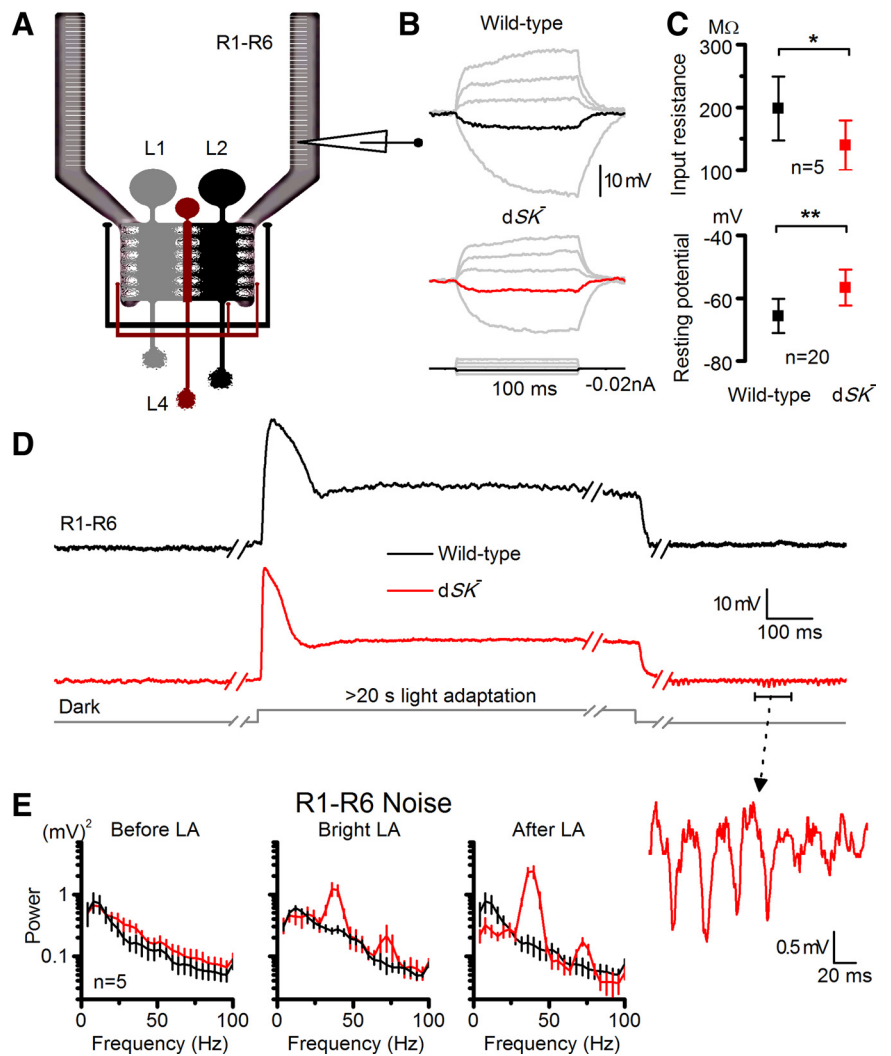 A
R1-R6
L1
L2
L4
B
Wild-type
10 mV
dSK⁻
100 ms
-0.02nA
C
MΩ
300
200
100
Input resistance
*
n=5
mV
-40
-60
-80
Resting potential
**
n=20
Wild-type
dSK⁻
D
R1-R6
Wild-type
dSK⁻
10 mV
100 ms
Dark
>20 s light adaptation
E
R1-R6 Noise
(mV)²
Before LA
Bright LA
After LA
1
0.1
Power
n=5
0
50
100
0
50
100
0
50
100
Frequency (Hz)
Frequency (Hz)
Frequency (Hz)
0.5 mV
20 ms